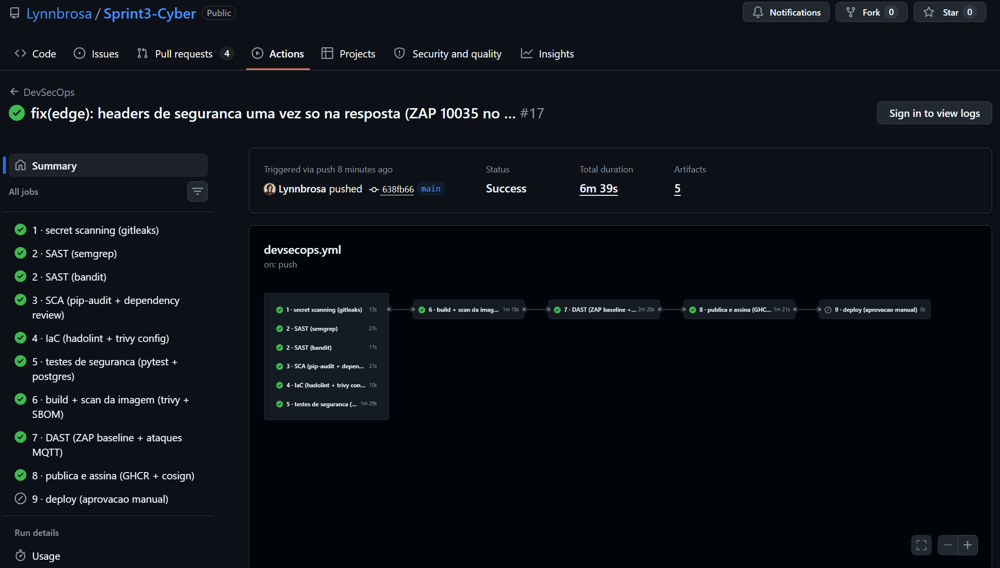 Lynnbrosa / Sprint3-Cyber Public
Notifications
Fork 0
Star 0
Code
Issues
Pull requests 4
Actions
Projects
Security and quality
Insights
DevSecOps
fix(edge): headers de seguranca uma vez so na resposta (ZAP 10035 no ... #17
Sign in to view logs
Summary
All jobs
1 · secret scanning (gitleaks)
2 · SAST (semgrep)
2 · SAST (bandit)
3 · SCA (pip-audit + dependency
review)
4 · IaC (hadolint + trivy config)
5 · testes de seguranca (pytest +
postgres)
6 · build + scan da imagem (trivy +
SBOM)
7 · DAST (ZAP baseline + ataques
MQTT)
8 · publica e assina (GHCR + cosign)
9 · deploy (aprovacao manual)
Run details
Usage
Triggered via push 8 minutes ago
Lynnbrosa pushed 638fb66 main
Status
Success
Total duration
6m 39s
Artifacts
5
devsecops.yml
on: push
1 · secret scanning (gitleaks) 13s
2 · SAST (semgrep) 27s
2 · SAST (bandit) 11s
3 · SCA (pip-audit + depen... 21s
4 · IaC (hadolint + trivy con... 10s
5 · testes de seguranca (... 1m 29s
6 · build + scan da imag... 1m 18s
7 · DAST (ZAP baseline +... 2m 20s
8 · publica e assina (GHC... 1m 21s
9 · deploy (aprovacao manual) 0s